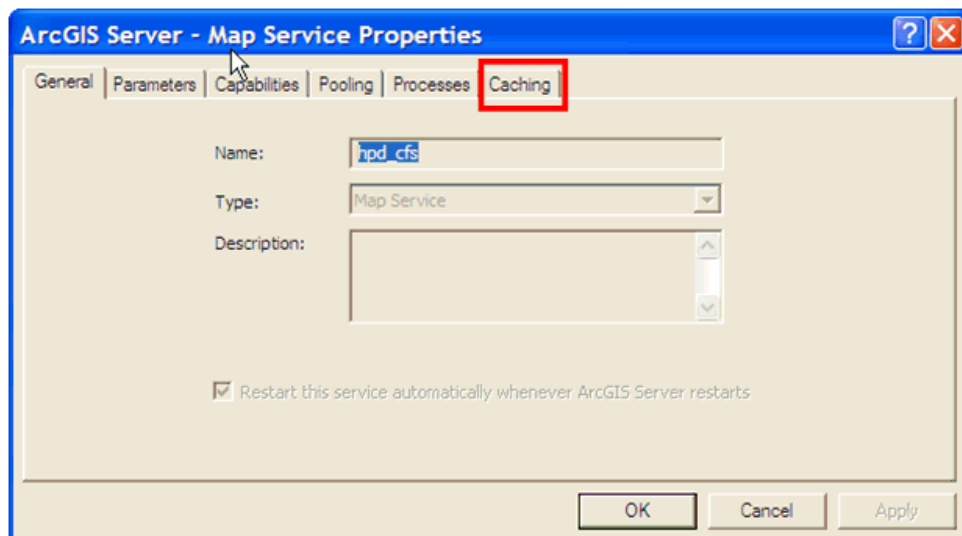 ArcGIS Server - Map Service Properties
General Parameters Capabilities Pooling Processes Caching
Name: hpd_cfs
Type: Map Service
Description:
Restart this service automatically whenever ArcGIS Server restarts
OK Cancel Apply